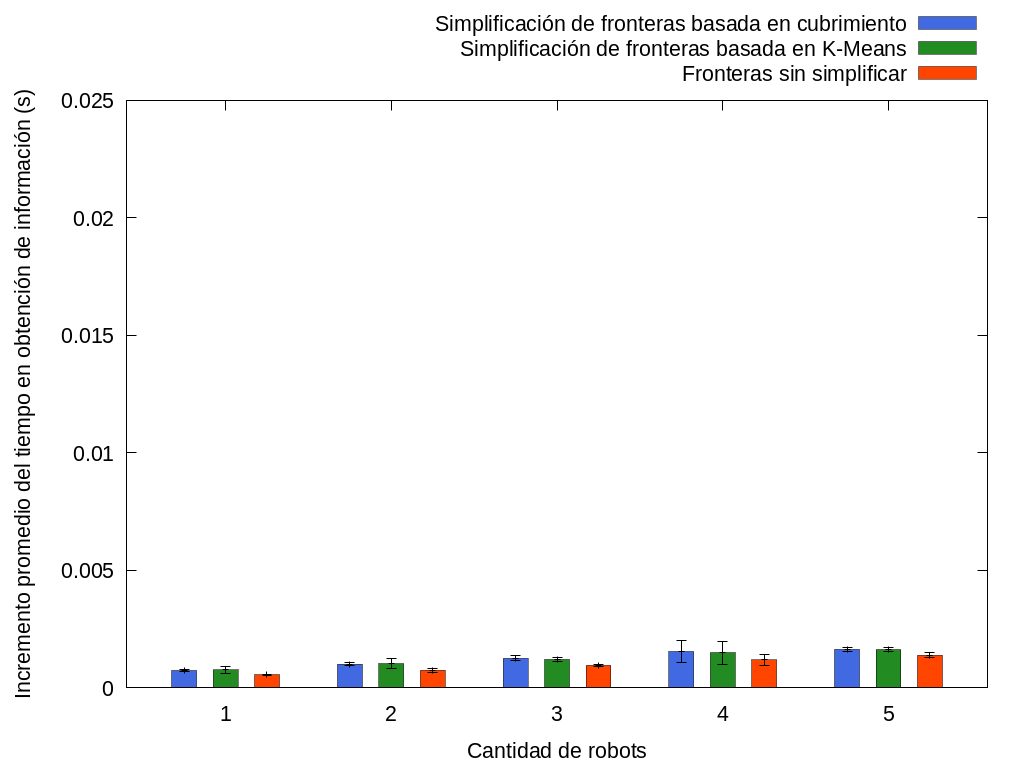 Simplificación de fronteras basada en cubrimiento
Simplificación de fronteras basada en K-Means
Fronteras sin simplificar
Incremento promedio del tiempo en obtención de información (s)
0.025
0.02
0.015
0.01
0.005
0
1 2 3 4 5
Cantidad de robots